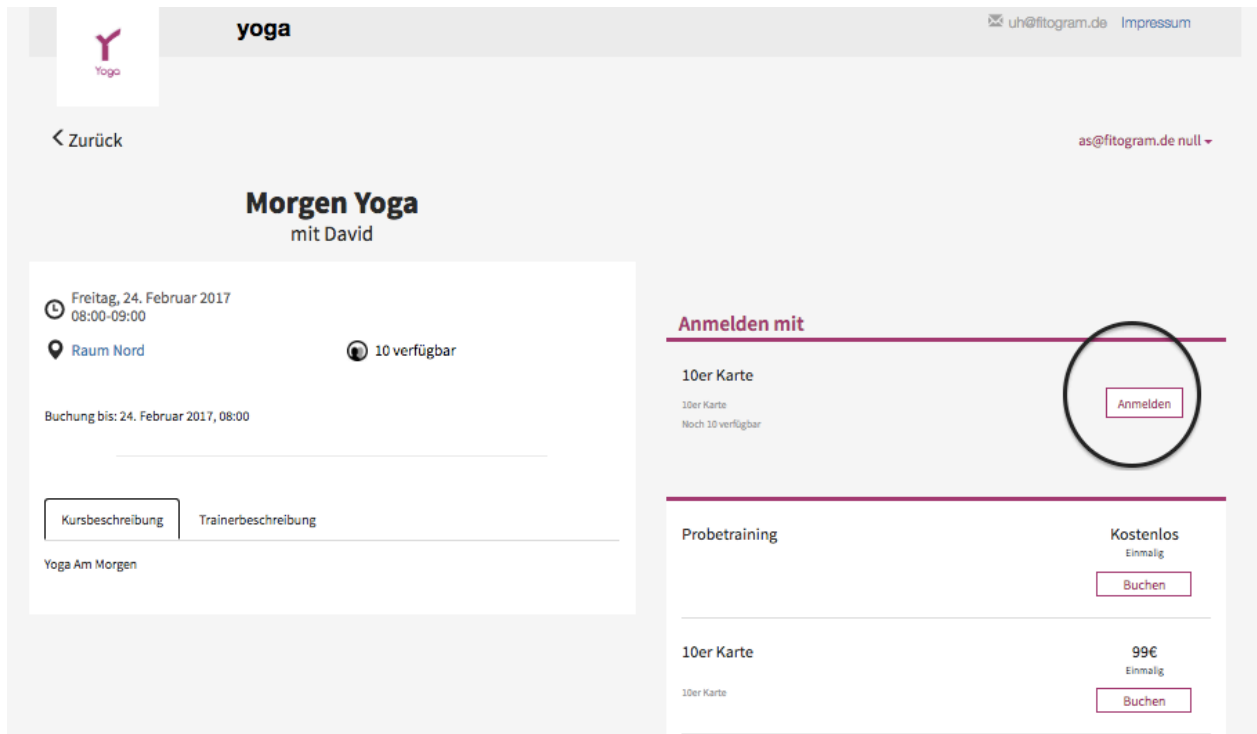 Yoga
yoga
uh@fitogram.de Impressum
Zurück
as@fitogram.de null
Morgen Yoga
mit David
Freitag, 24. Februar 2017
08:00-09:00
Raum Nord
10 verfügbar
Buchung bis: 24. Februar 2017, 08:00
Kursbeschreibung
Trainerbeschreibung
Yoga Am Morgen
Anmelden mit
10er Karte
10er Karte
Noch 10 verfügbar
Anmelden
Probetraining
Kostenlos
Einmalig
Buchen
10er Karte
10er Karte
99€
Einmalig
Buchen